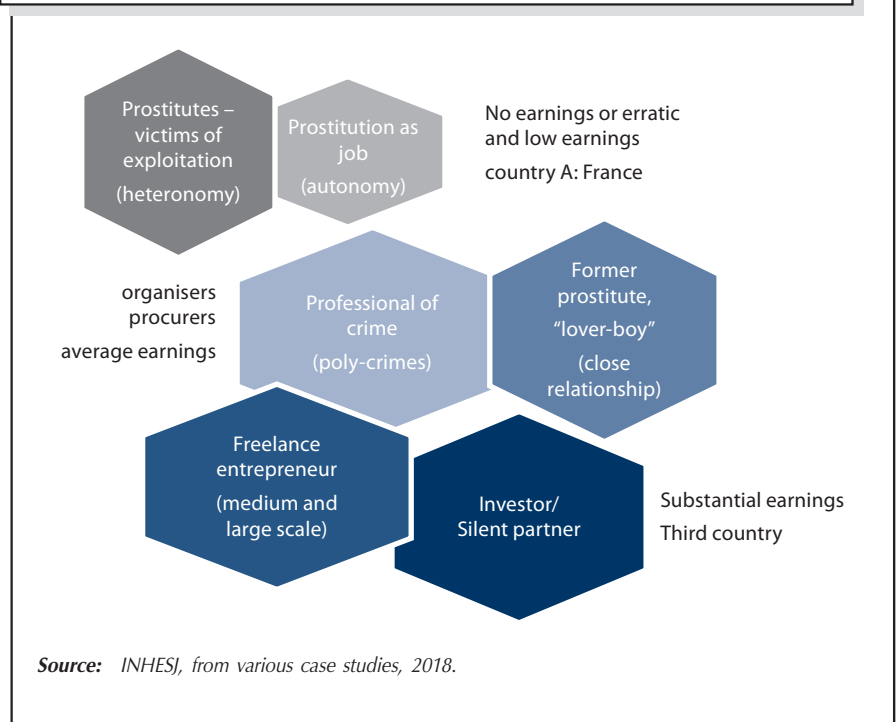 Prostitutes –
victims of
exploitation
(heteronomy)
Prostitution as
job
(autonomy)
No earnings or erratic
and low earnings
country A: France
organisers
procurers
average earnings
Professional of
crime
(poly-crimes)
Former
prostitute,
“lover-boy”
(close
relationship)
Freelance
entrepreneur
(medium and
large scale)
Investor/
Silent partner
Substantial earnings
Third country
Source: INHESJ, from various case studies, 2018.